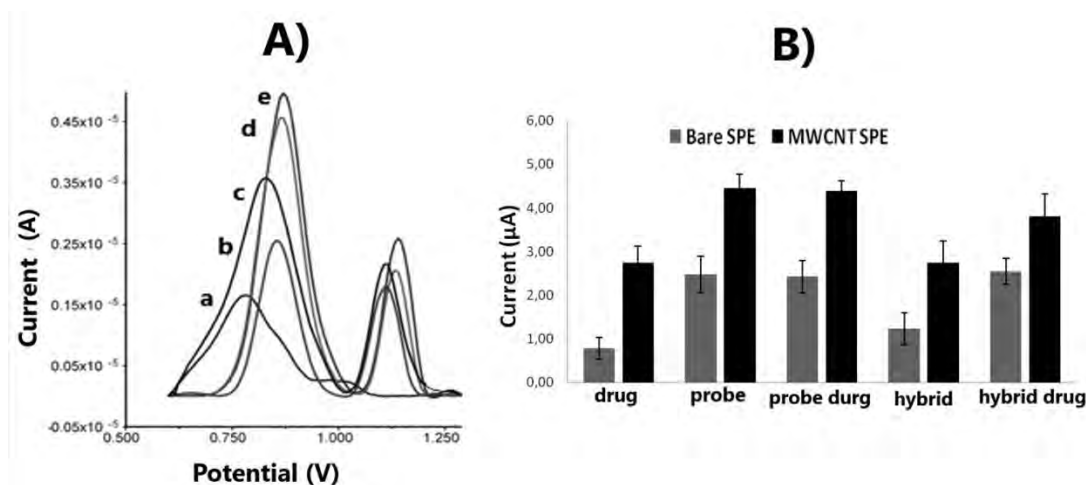 A)
B)
e
d
c
b
a
0.45x10 -5
0.35x10 -5
0.25x10 -5
0.15x10 -5
0.05x10 -5
-0.05x10 -5
0.500
0.750
1.000
1.250
Current (A)
Potential (V)
Bare SPE
MWCNT SPE
6,00
5,00
4,00
3,00
2,00
1,00
0,00
Current (µA)
drug
probe
probe durg
hybrid
hybrid drug